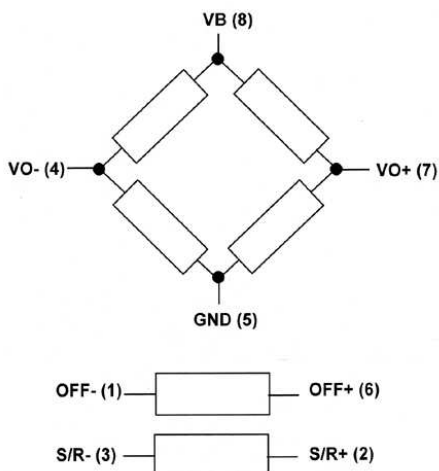 VB (8)
VO- (4)
VO+ (7)
GND (5)
OFF- (1)
OFF+ (6)
S/R- (3)
S/R+ (2)